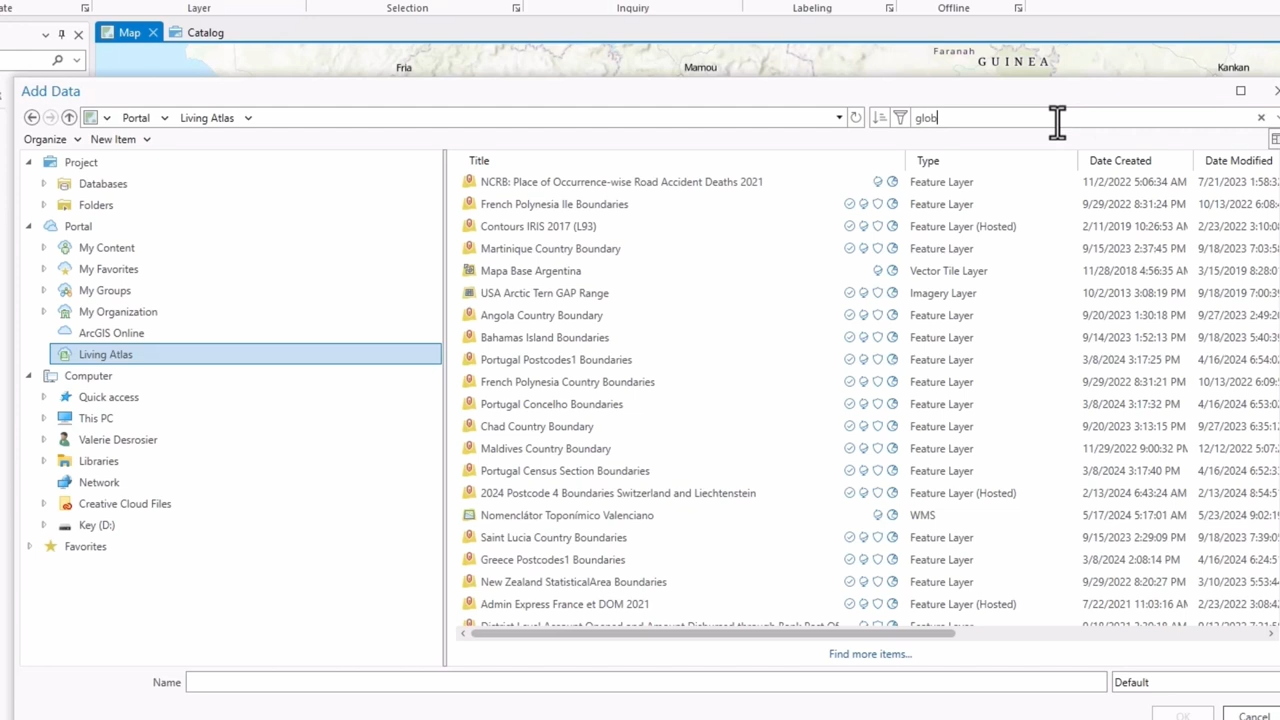 ate Layer Selection Inquiry Labeling Offline
Map Catalog
Faranah
GUINEA
Fria Mamou Kankan
Add Data
Portal Living Atlas glob
Organize New Item
Project
Databases
Folders
Portal
My Content
My Favorites
My Groups
My Organization
ArcGIS Online
Living Atlas
Computer
Quick access
This PC
Valerie Desrosier
Libraries
Network
Creative Cloud Files
Key (D:)
Favorites
Title Type Date Created Date Modified
NCRB: Place of Occurrence-wise Road Accident Deaths 2021 Feature Layer 11/2/2022 5:06:34 AM 7/21/2023 1:58:3
French Polynesia Ile Boundaries Feature Layer 9/29/2022 8:31:24 PM 10/13/2022 6:08:
Contours IRIS 2017 (L93) Feature Layer (Hosted) 2/11/2019 10:26:53 AM 2/23/2022 3:10:0
Martinique Country Boundary Feature Layer 9/15/2023 2:37:45 PM 9/18/2023 7:03:5
Mapa Base Argentina Vector Tile Layer 11/28/2018 4:56:35 AM 3/15/2019 8:28:0
USA Arctic Tern GAP Range Imagery Layer 10/2/2013 3:08:19 PM 9/18/2019 7:00:3
Angola Country Boundary Feature Layer 9/20/2023 1:30:18 PM 9/27/2023 2:49:2
Bahamas Island Boundaries Feature Layer 9/14/2023 1:52:13 PM 9/18/2023 5:40:3
Portugal Postcodes1 Boundaries Feature Layer 3/8/2024 3:17:25 PM 4/16/2024 6:54:0
French Polynesia Country Boundaries Feature Layer 9/29/2022 8:31:21 PM 10/13/2022 6:09:
Portugal Concelho Boundaries Feature Layer 3/8/2024 3:17:32 PM 4/16/2024 6:53:0
Chad Country Boundary Feature Layer 9/20/2023 3:13:15 PM 9/27/2023 6:35:1
Maldives Country Boundary Feature Layer 11/29/2022 9:00:32 PM 12/12/2022 5:07:
Portugal Census Section Boundaries Feature Layer 3/8/2024 3:17:40 PM 4/16/2024 6:52:3
2024 Postcode 4 Boundaries Switzerland and Liechtenstein Feature Layer (Hosted) 2/13/2024 6:43:24 AM 2/13/2024 8:54:5
Nomenclátor Toponímico Valenciano WMS 5/17/2024 5:17:01 AM 5/23/2024 9:02:1
Saint Lucia Country Boundaries Feature Layer 9/15/2023 2:29:09 PM 9/18/2023 7:39:0
Greece Postcodes1 Boundaries Feature Layer 3/8/2024 2:08:14 PM 4/16/2024 6:24:5
New Zealand StatisticalArea Boundaries Feature Layer 9/29/2022 8:20:27 PM 3/10/2023 5:53:4
Admin Express France et DOM 2021 Feature Layer (Hosted) 7/22/2021 11:03:16 AM 2/23/2022 3:08:4
Find more items...
Name Default
OK Cancel